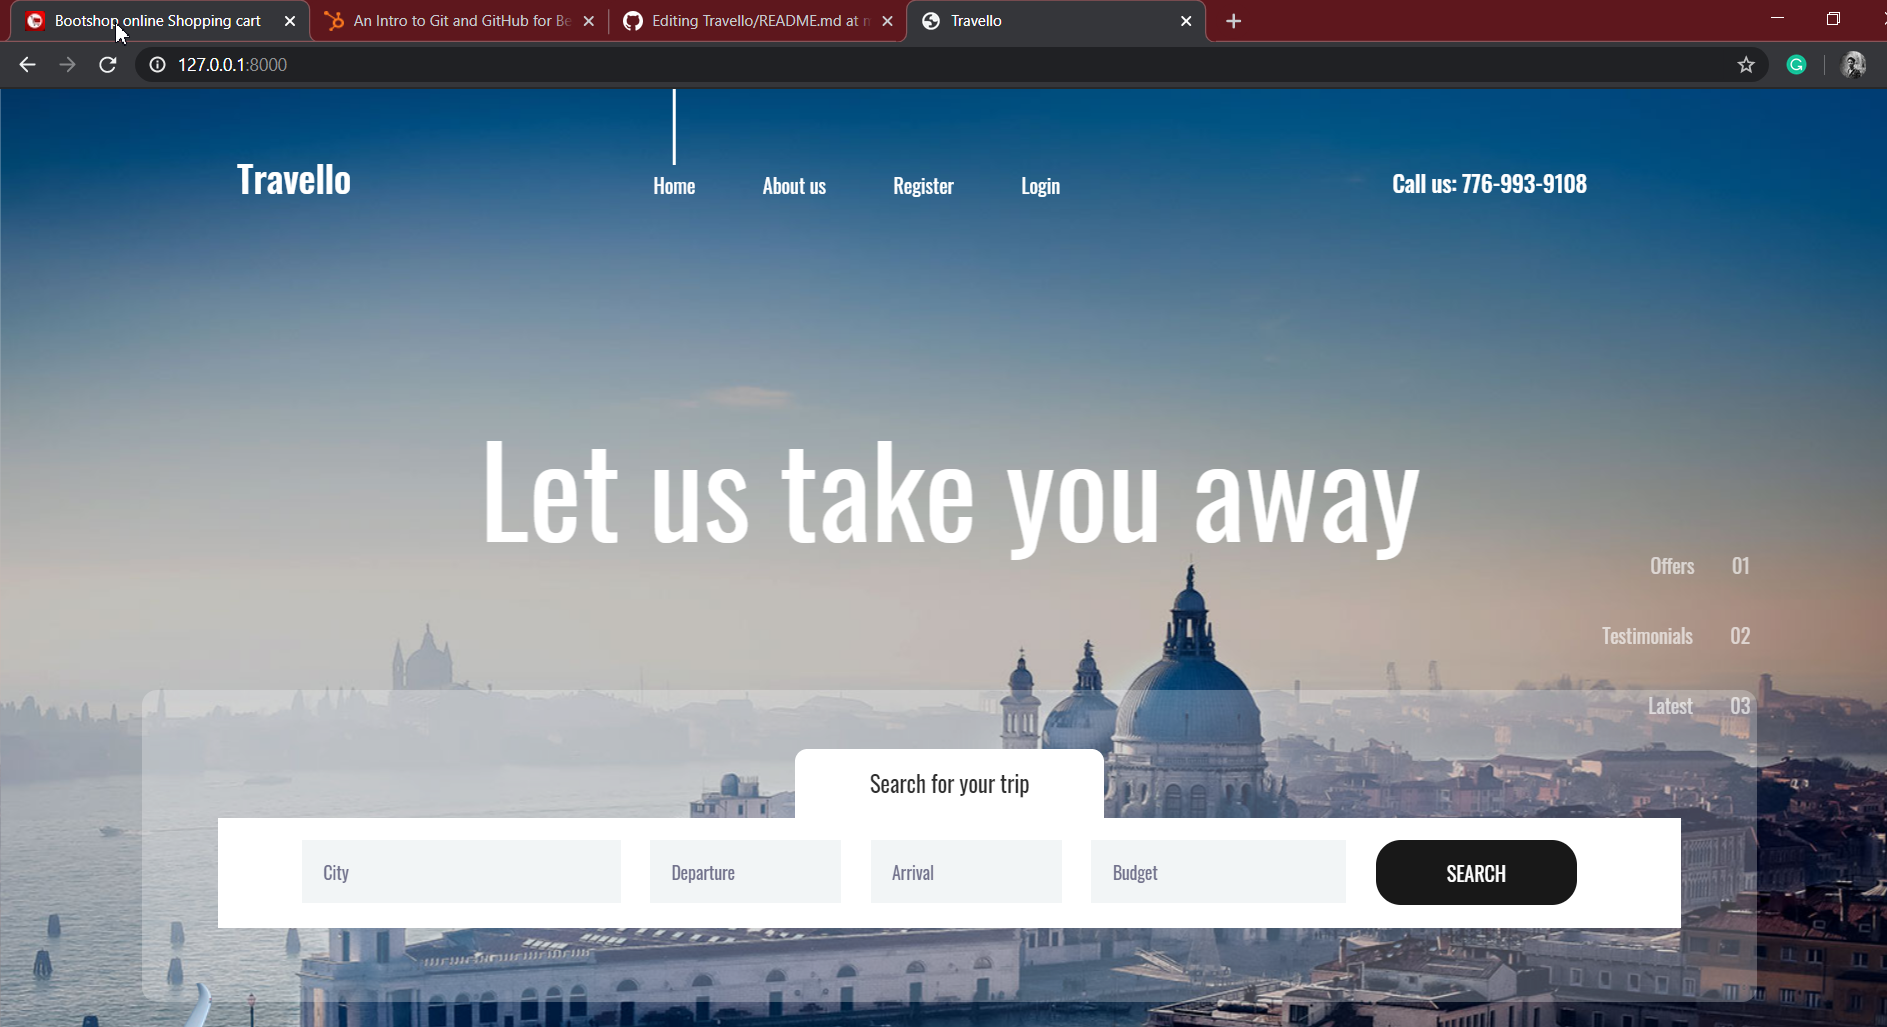 Bootshop online Shopping cart
An Intro to Git and GitHub for Be
Editing Travello/README.md at m
Travello
127.0.0.1:8000
Travello
Home
About us
Register
Login
Call us: 776-993-9108
Let us take you away
Offers 01
Testimonials 02
Latest 03
Search for your trip
City
Departure
Arrival
Budget
SEARCH